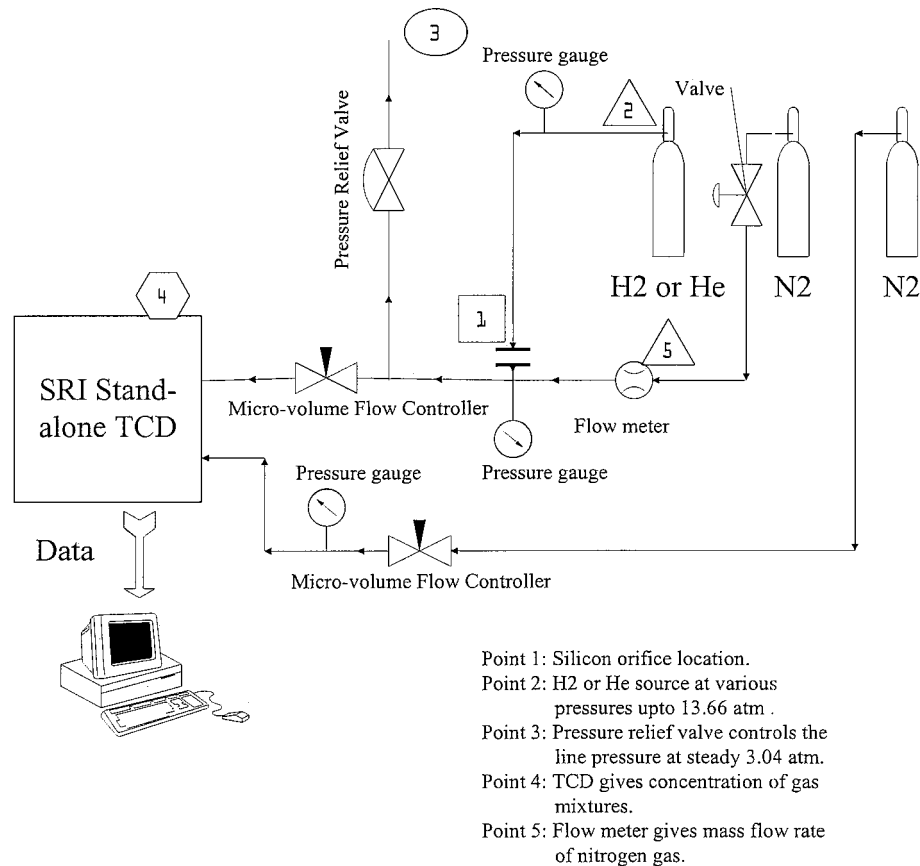 3
Pressure gauge
2
Valve
Pressure Relief Valve
H2 or He
N2
N2
4
1
5
SRI Stand-
alone TCD
Micro-volume Flow Controller
Flow meter
Pressure gauge
Pressure gauge
Data
Micro-volume Flow Controller
Point 1: Silicon orifice location.
Point 2: H2 or He source at various
pressures upto 13.66 atm .
Point 3: Pressure relief valve controls the
line pressure at steady 3.04 atm.
Point 4: TCD gives concentration of gas
mixtures.
Point 5: Flow meter gives mass flow rate
of nitrogen gas.